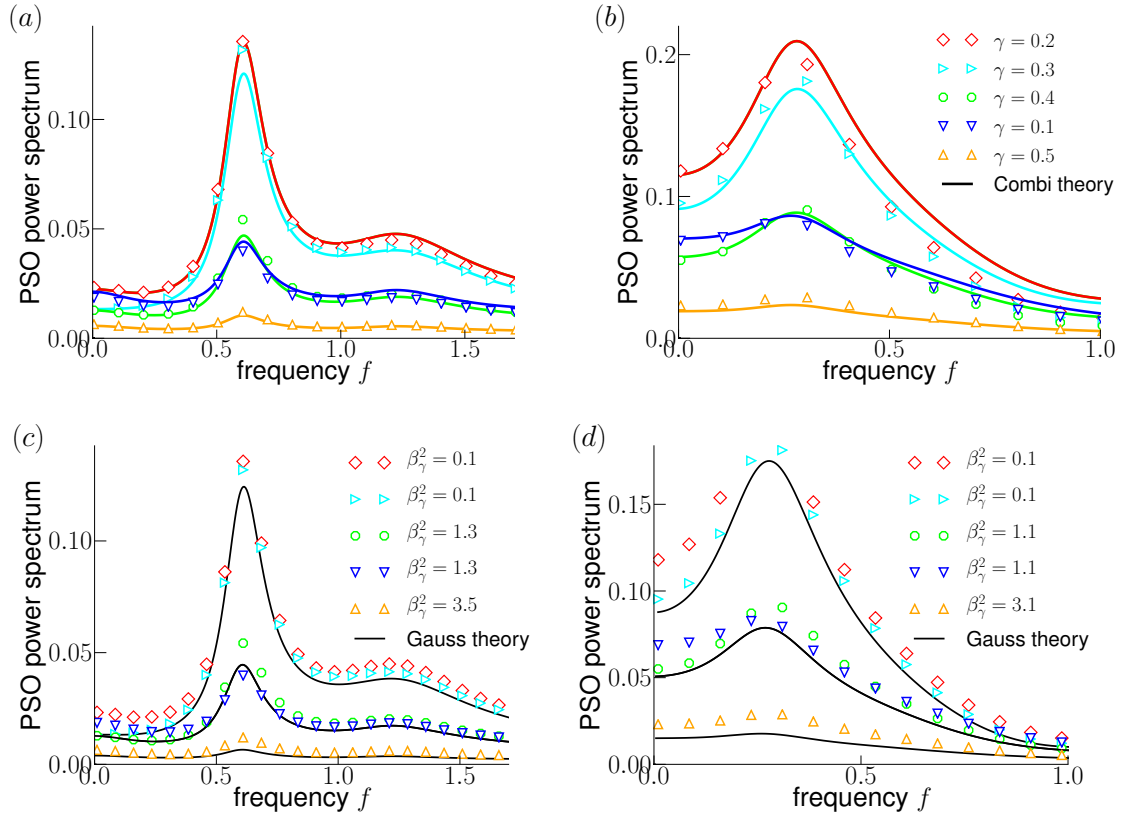 (a)
PSO power spectrum
0.10
0.05
0.00
0.0
0.5
1.0
1.5
frequency f
(b)
PSO power spectrum
0.2
0.1
0.0
0.0
0.5
1.0
frequency f
γ = 0.2
γ = 0.3
γ = 0.4
γ = 0.1
γ = 0.5
Combi theory
(c)
PSO power spectrum
0.10
0.05
0.00
0.0
0.5
1.0
1.5
frequency f
β²γ = 0.1
β²γ = 0.1
β²γ = 1.3
β²γ = 1.3
β²γ = 3.5
Gauss theory
(d)
PSO power spectrum
0.15
0.10
0.05
0.00
0.0
0.5
1.0
frequency f
β²γ = 0.1
β²γ = 0.1
β²γ = 1.1
β²γ = 1.1
β²γ = 3.1
Gauss theory